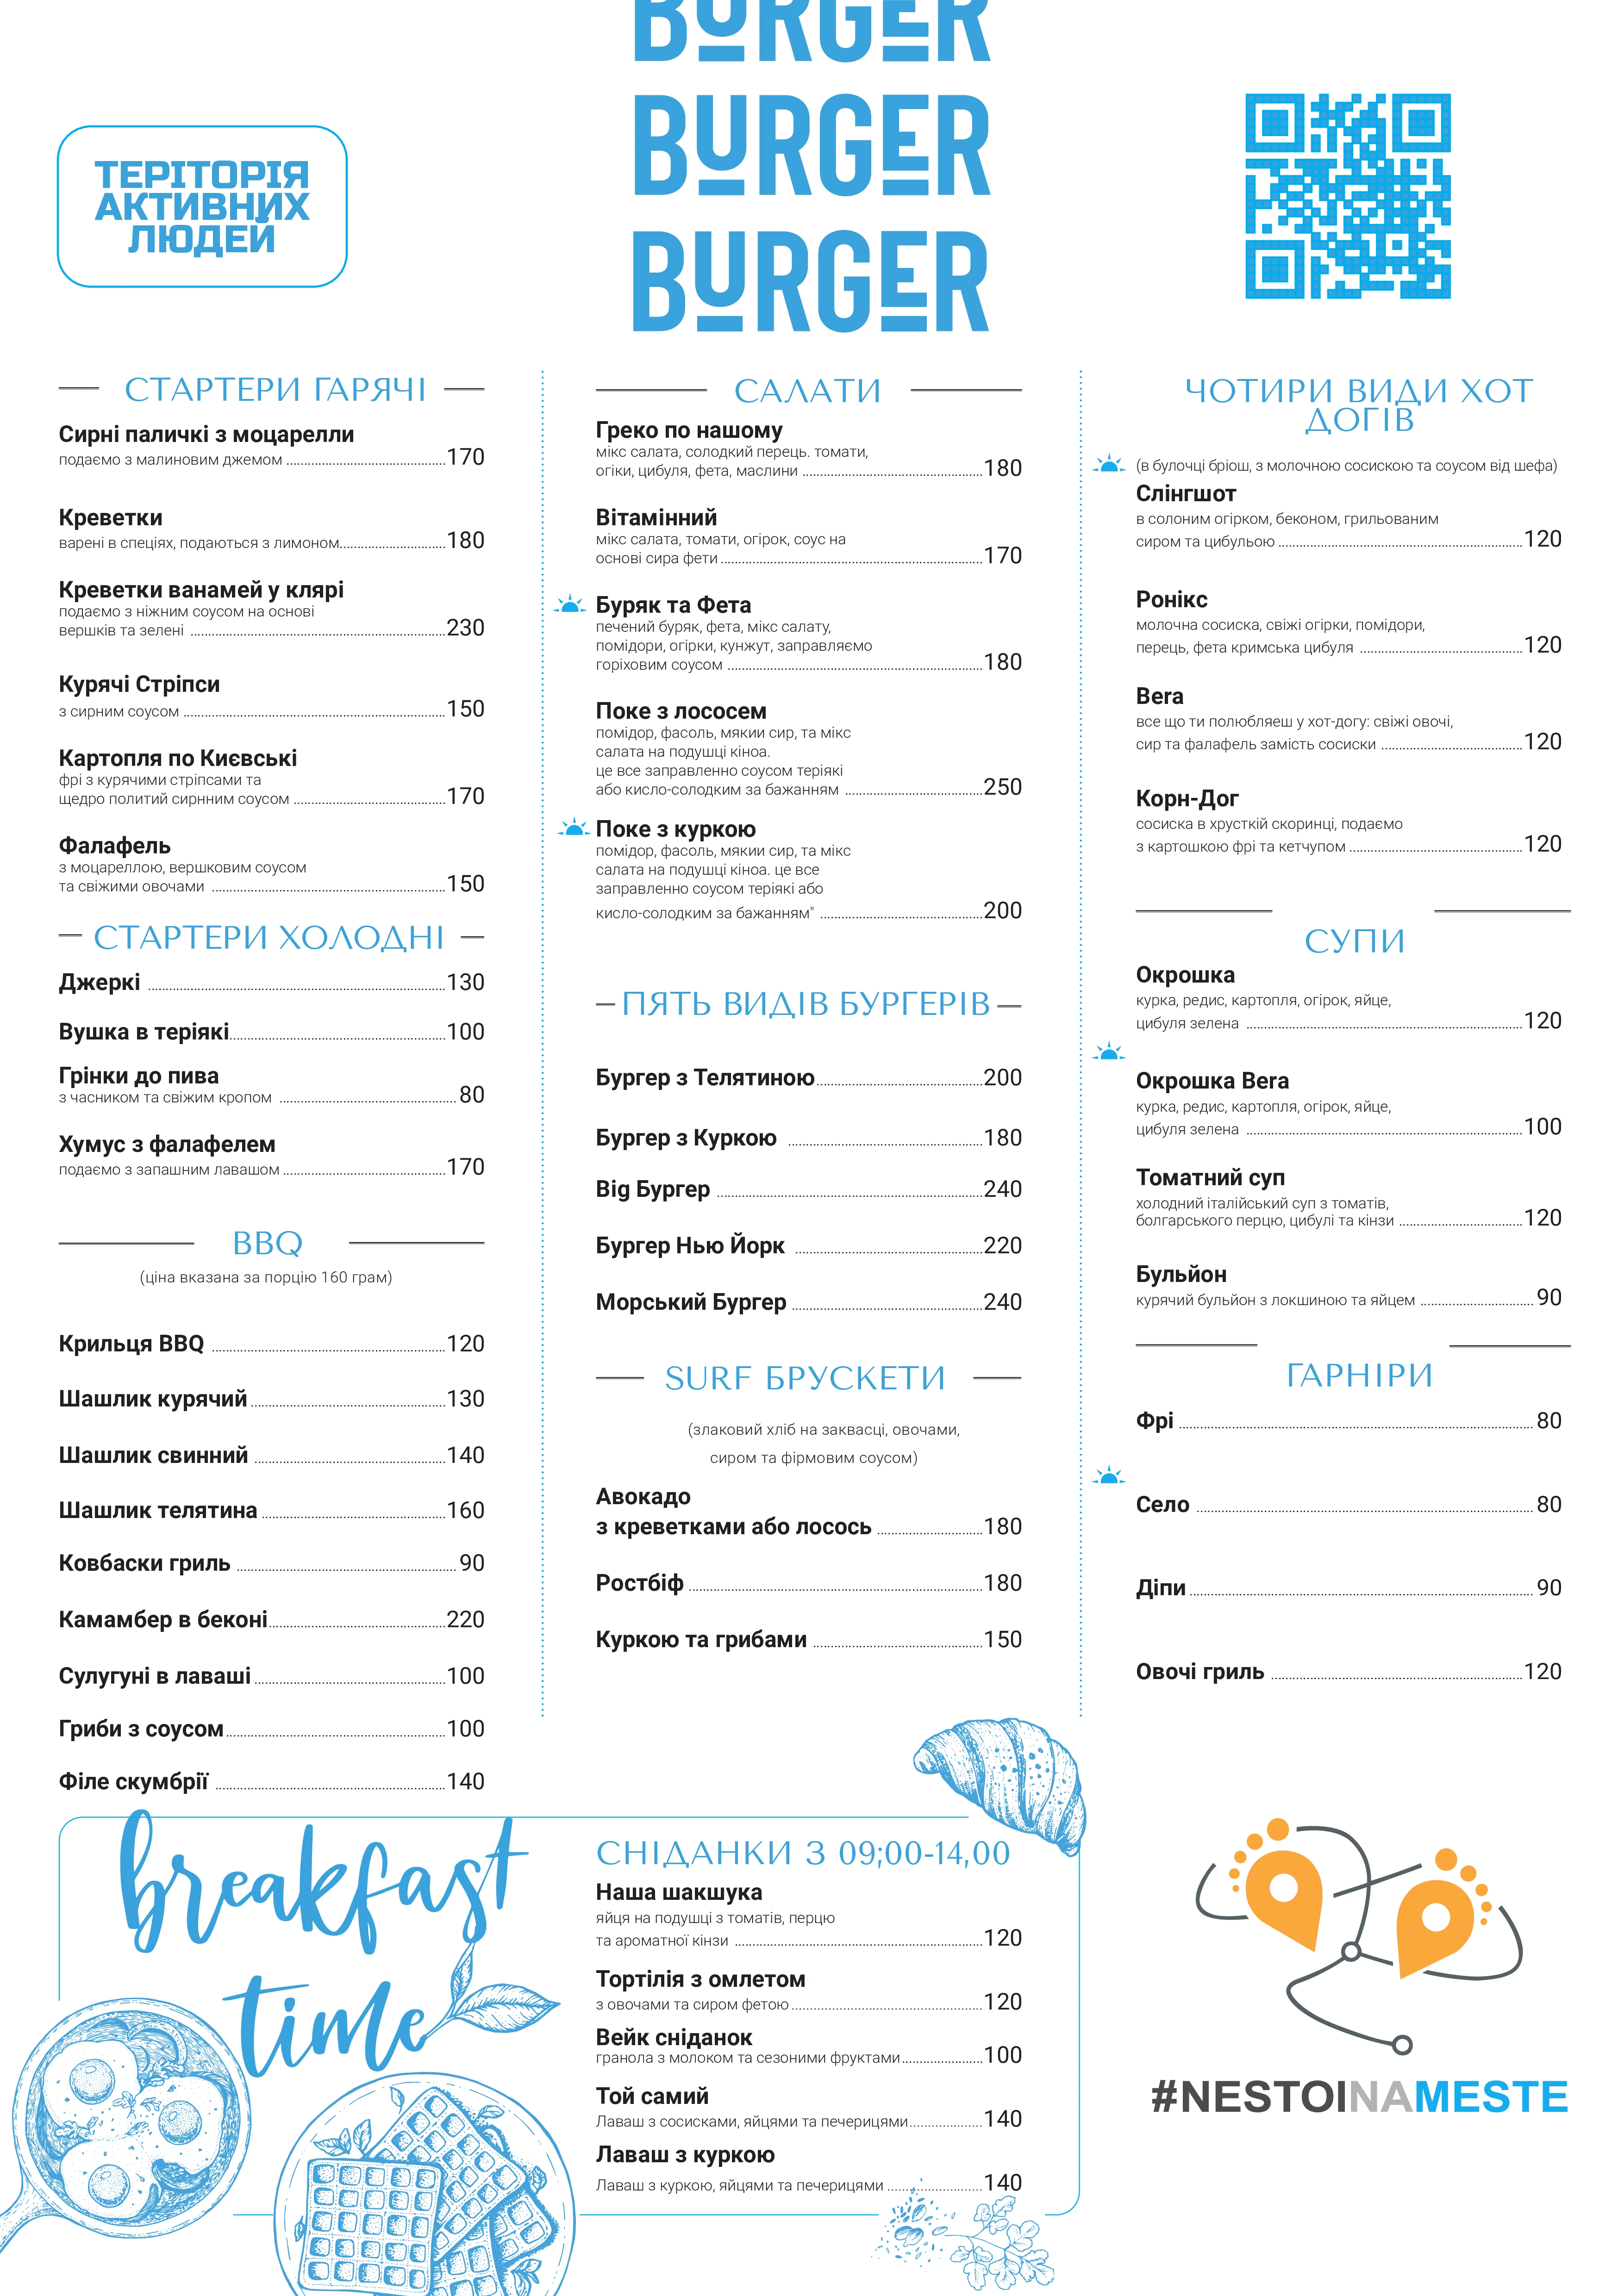 BURGER
BURGER
BURGER
ТЕРІТОРІЯ
АКТИВНИХ
ЛЮДЕЙ
СТАРТЕРИ ГАРЯЧІ
Сирні паличкі з моцарелли
подаємо з малиновим джемом 170
Креветки
варені в спеціях, подаються з лимоном 180
Креветки ванамей у клярі
подаємо з ніжним соусом на основі
вершків та зелені 230
Курячі Стріпси
з сирним соусом 150
Картопля по Києвські
фрі з курячими стріпсами та
щедро политий сирнним соусом 170
Фалафель
з моцареллою, вершковим соусом
та свіжими овочами 150
СТАРТЕРИ ХОЛОДНІ
Джеркі 130
Вушка в теріякі 100
Грінки до пива
з часником та свіжим кропом 80
Хумус з фалафелем
подаємо з запашним лавашом 170
BBQ
(ціна вказана за порцію 160 грам)
Крильця BBQ 120
Шашлик курячий 130
Шашлик свинний 140
Шашлик телятина 160
Ковбаски гриль 90
Камамбер в беконі 220
Сулугуні в лаваші 100
Гриби з соусом 100
Філе скумбрії 140
САЛАТИ
Греко по нашому
мікс салата, солодкий перець. томати,
огіки, цибуля, фета, маслини 180
Вітамінний
мікс салата, томати, огірок, соус на
основі сира фети 170
Буряк та Фета
печений буряк, фета, мікс салату,
помідори, огірки, кунжут, заправляємо
горіховим соусом 180
Поке з лососем
помідор, фасоль, мякии сир, та мікс
салата на подушці кіноа.
це все заправленно соусом теріякі
або кисло-солодким за бажанням 250
Поке з куркою
помідор, фасоль, мякии сир, та мікс
салата на подушці кіноа. це все
заправленно соусом теріякі або
кисло-солодким за бажанням" 200
ПЯТЬ ВИДІВ БУРГЕРІВ
Бургер з Телятиною 200
Бургер з Куркою 180
Big Бургер 240
Бургер Нью Йорк 220
Морський Бургер 240
SURF БРУСКЕТИ
(злаковий хліб на заквасці, овочами,
сиром та фірмовим соусом)
Авокадо
з креветками або лосось 180
Ростбіф 180
Куркою та грибами 150
ЧОТИРИ ВИДИ ХОТ
ДОГІВ
(в булочці бріош, з молочною сосискою та соусом від шефа)
Слінгшот
в солоним огірком, беконом, грильованим
сиром та цибульою 120
Ронікс
молочна сосиска, свіжі огірки, помідори,
перець, фета кримська цибуля 120
Вега
все що ти полюбляеш у хот-догу: свіжі овочі,
сир та фалафель замість сосиски 120
Корн-Дог
сосиска в хрусткій скоринці, подаємо
з картошкою фрі та кетчупом 120
СУПИ
Окрошка
курка, редис, картопля, огірок, яйце,
цибуля зелена 120
Окрошка Вега
курка, редис, картопля, огірок, яйце,
цибуля зелена 100
Томатний суп
холодний італійський суп з томатів,
болгарського перцю, цибулі та кінзи 120
Бульйон
курячий бульйон з локшиною та яйцем 90
ГАРНІРИ
Фрі 80
Село 80
Діпи 90
Овочі гриль 120
breakfast
time
СНІДАНКИ З 09;00-14,00
Наша шакшука
яйця на подушці з томатів, перцю
та ароматної кінзи 120
Тортілія з омлетом
з овочами та сиром фетою 120
Вейк сніданок
гранола з молоком та сезоними фруктами 100
Той самий
Лаваш з сосисками, яйцями та печерицями 140
Лаваш з куркою
Лаваш з куркою, яйцями та печерицями 140
#NESTOINAMESTE